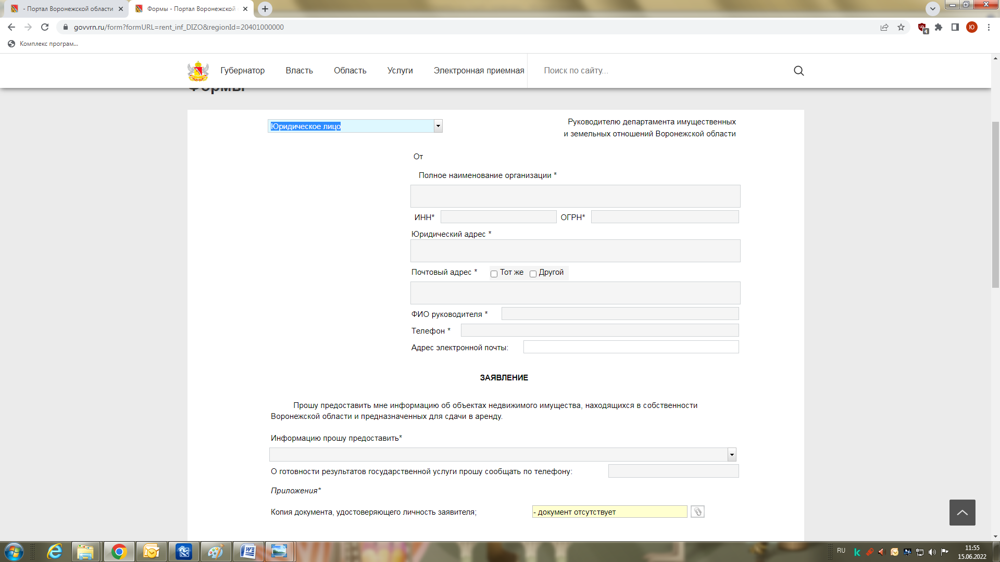 - Портал Воронежской области
Формы - Портал Воронежской
govvrn.ru/form?formURL=rent_inf_DIZO&regionId=20401000000
4
Ю
Комплекс програм...
Губернатор Власть Область Услуги Электронная приемная Поиск по сайту...
Формы
Юридическое лицо
Руководителю департамента имущественных
и земельных отношений Воронежской области
От
Полное наименование организации *
ИНН* ОГРН*
Юридический адрес *
Почтовый адрес * Тот же Другой
ФИО руководителя *
Телефон *
Адрес электронной почты:
ЗАЯВЛЕНИЕ
Прошу предоставить мне информацию об объектах недвижимого имущества, находящихся в собственности
Воронежской области и предназначенных для сдачи в аренду.
Информацию прошу предоставить*
О готовности результатов государственной услуги прошу сообщать по телефону:
Приложения*
Копия документа, удостоверяющего личность заявителя; - документ отсутствует
RU
11:55
15.06.2022